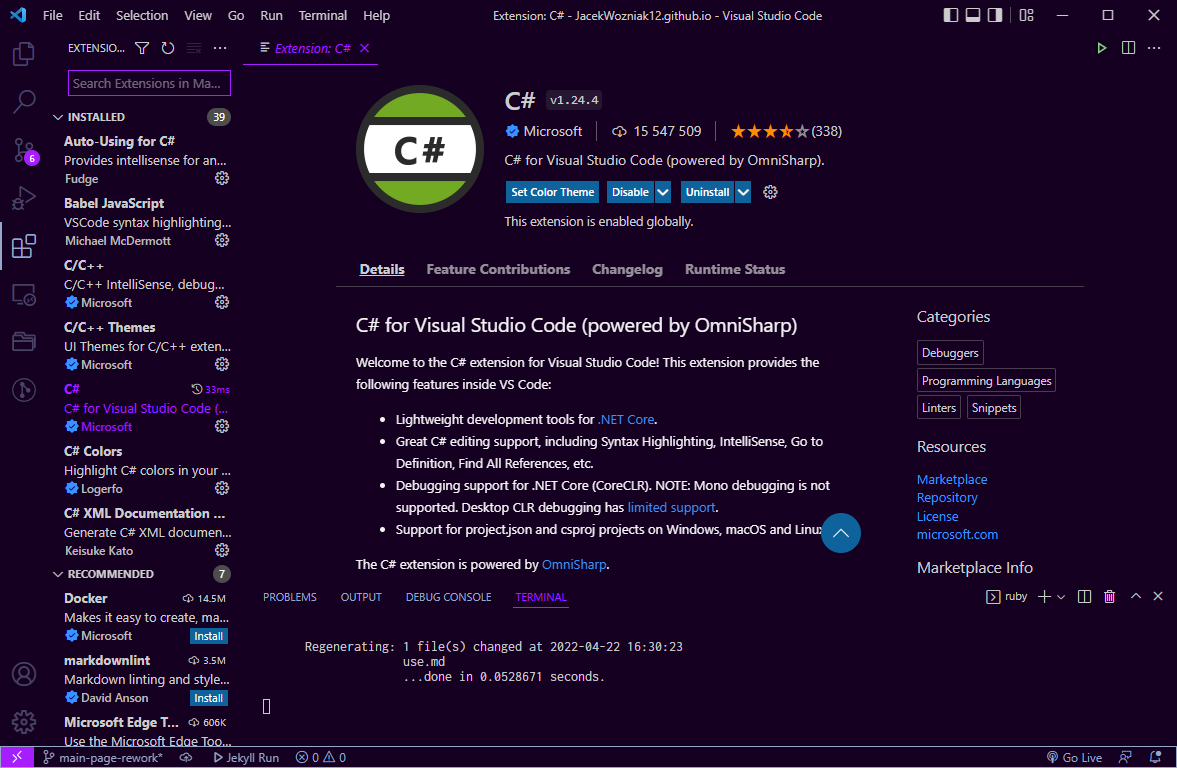 File Edit Selection View Go Run Terminal Help Extension: C# - JacekWozniak12.github.io - Visual Studio Code
EXTENSIO... Extension: C#
Search Extensions in Ma...
INSTALLED 39
Auto-Using for C#
Provides intellisense for an...
Fudge
Babel JavaScript
VSCode syntax highlighting...
Michael McDermott
C/C++
C/C++ IntelliSense, debug...
Microsoft
C/C++ Themes
UI Themes for C/C++ exten...
Microsoft
C# 33ms
C# for Visual Studio Code (...
Microsoft
C# Colors
Highlight C# colors in your ...
Logerfo
C# XML Documentation ...
Generate C# XML documen...
Keisuke Kato
RECOMMENDED 7
Docker 14.5M
Makes it easy to create, ma...
Microsoft Install
markdownlint 3.5M
Markdown linting and style...
David Anson Install
Microsoft Edge T... 606K
Use the Microsoft Edge Too...
6
C#
C# v1.24.4
Microsoft 15 547 509 (338)
C# for Visual Studio Code (powered by OmniSharp).
Set Color Theme Disable Uninstall
This extension is enabled globally.
Details Feature Contributions Changelog Runtime Status
C# for Visual Studio Code (powered by OmniSharp)
Welcome to the C# extension for Visual Studio Code! This extension provides the
following features inside VS Code:
• Lightweight development tools for .NET Core.
• Great C# editing support, including Syntax Highlighting, IntelliSense, Go to
Definition, Find All References, etc.
• Debugging support for .NET Core (CoreCLR). NOTE: Mono debugging is not
supported. Desktop CLR debugging has limited support.
• Support for project.json and csproj projects on Windows, macOS and Linux
The C# extension is powered by OmniSharp.
Categories
Debuggers
Programming Languages
Linters Snippets
Resources
Marketplace
Repository
License
microsoft.com
Marketplace Info
PROBLEMS OUTPUT DEBUG CONSOLE TERMINAL ruby
Regenerating: 1 file(s) changed at 2022-04-22 16:30:23
use.md
...done in 0.0528671 seconds.
main-page-rework* Jekyll Run 0 0 Go Live